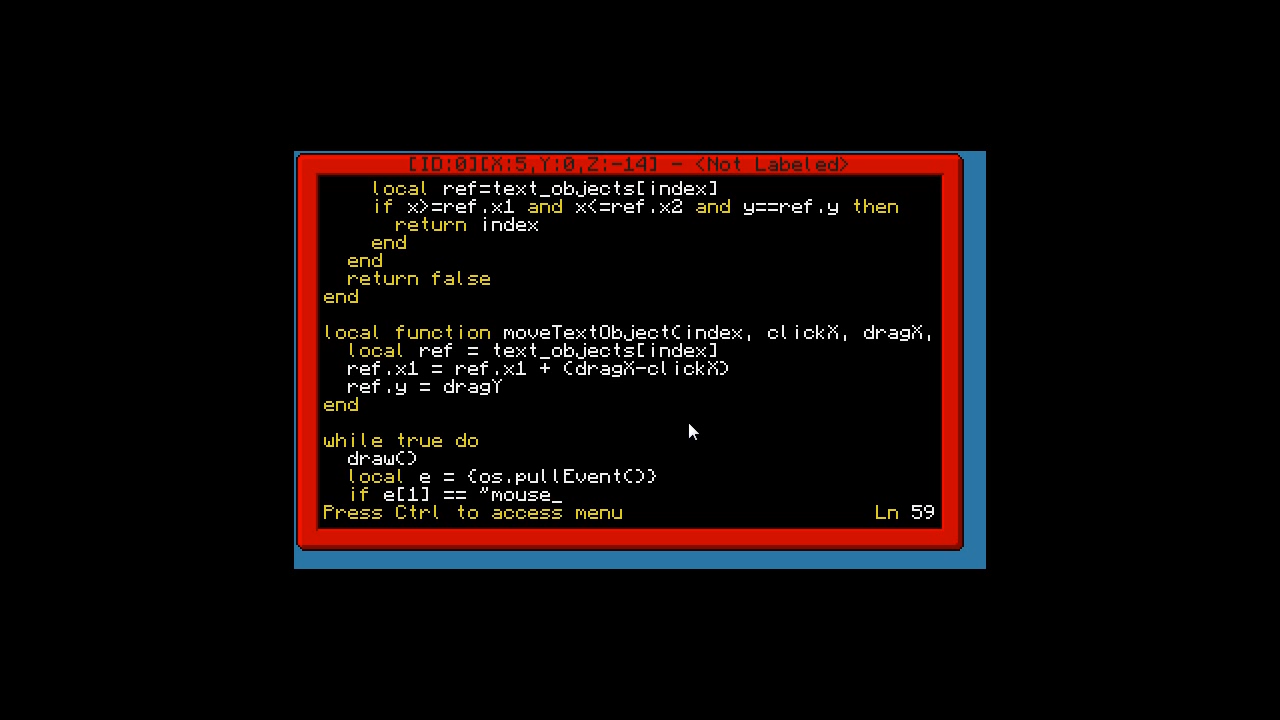 [ID:0][X:5,Y:0,Z:-14] - <Not Labeled>
    local ref=text_objects[index]
    if x>=ref.x1 and x<=ref.x2 and y==ref.y then
      return index
    end
  end
  return false
end

local function moveTextObject(index, clickX, dragX,
  local ref = text_objects[index]
  ref.x1 = ref.x1 + (dragX-clickX)
  ref.y = dragY
end

while true do
  draw()
  local e = {os.pullEvent()}
  if e[1] == "mouse_
Press Ctrl to access menu Ln 59